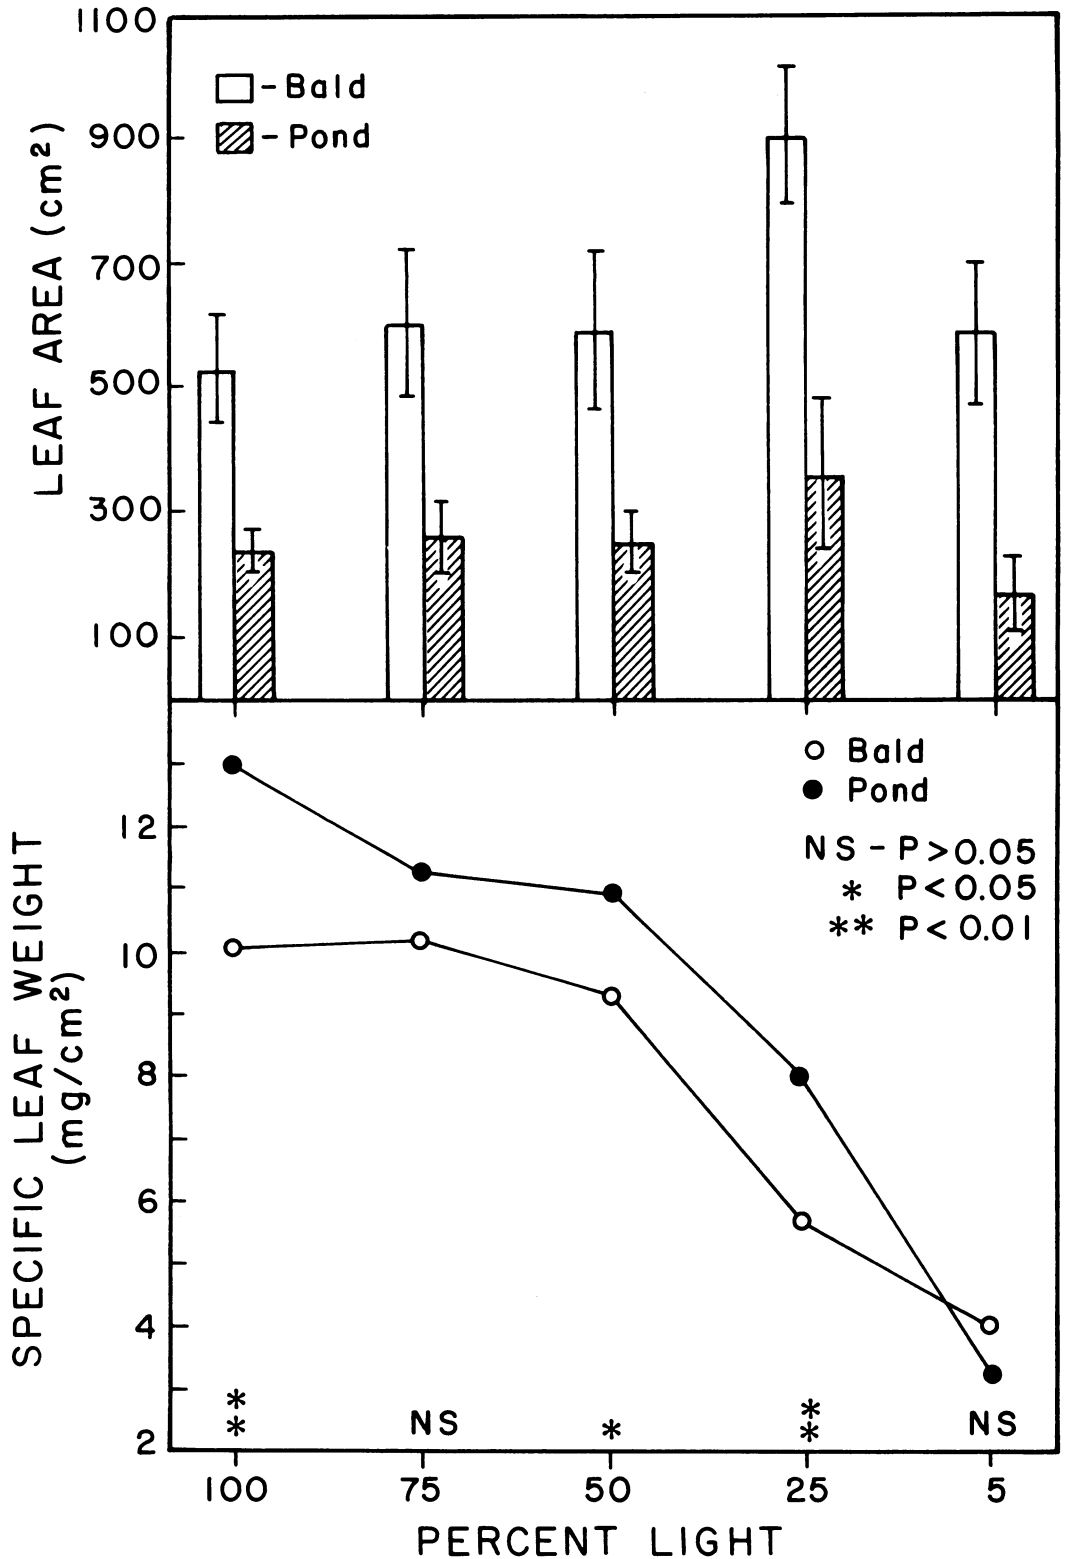 1100
900
700
500
300
100
LEAF AREA (cm²)
-Bald
-Pond
Bald
Pond
NS - P>0.05
* P<0.05
** P<0.01
12
10
8
6
4
2
SPECIFIC LEAF WEIGHT
(mg/cm²)
** NS * ** NS
100 75 50 25 5
PERCENT LIGHT